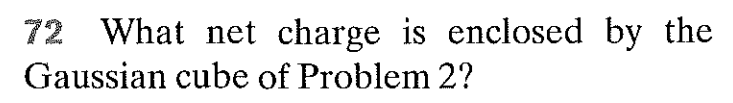 72 What net charge is enclosed by the
Gaussian cube of Problem 2?